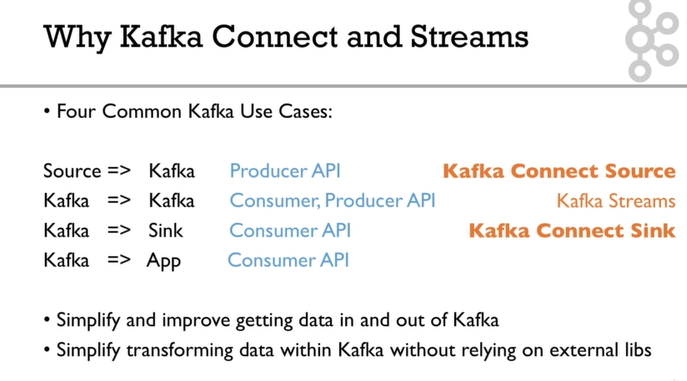 Why Kafka Connect and Streams
• Four Common Kafka Use Cases:
Source => Kafka Producer API Kafka Connect Source
Kafka => Kafka Consumer, Producer API Kafka Streams
Kafka => Sink Consumer API Kafka Connect Sink
Kafka => App Consumer API
• Simplify and improve getting data in and out of Kafka
• Simplify transforming data within Kafka without relying on external libs